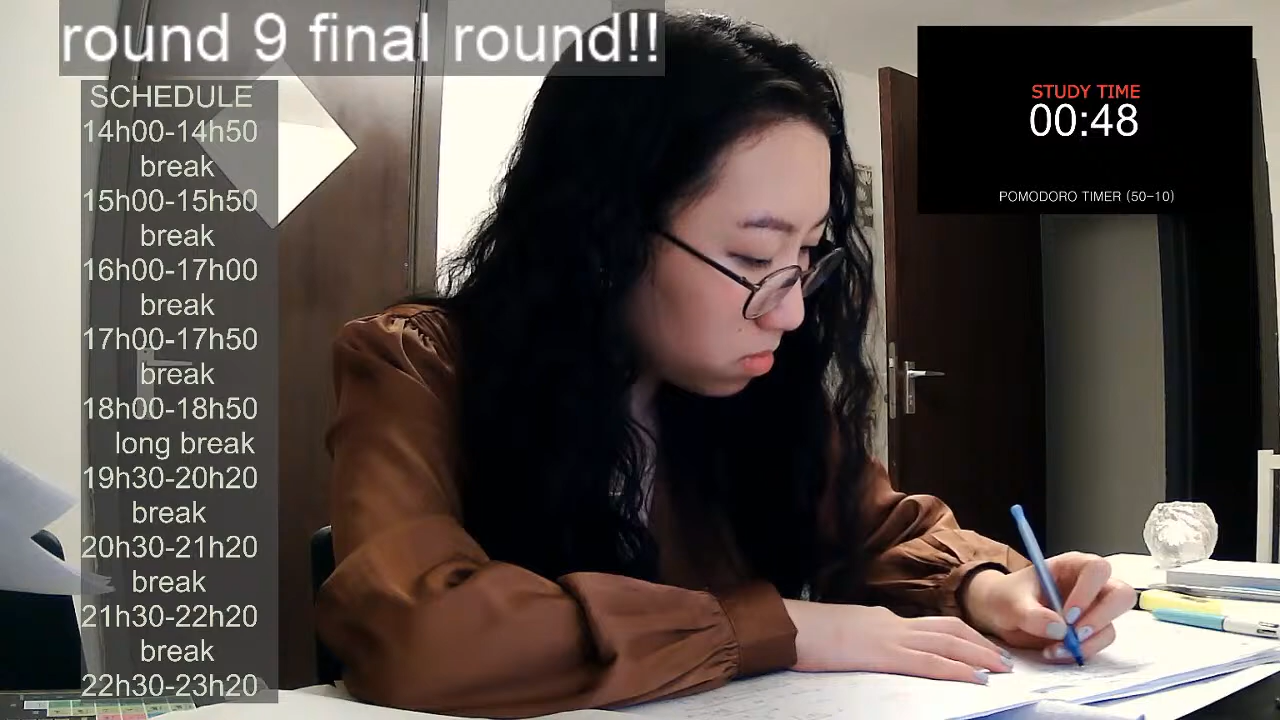 round 9 final round!!
SCHEDULE
14h00-14h50
break
15h00-15h50
break
16h00-17h00
break
17h00-17h50
break
18h00-18h50
long break
19h30-20h20
break
20h30-21h20
break
21h30-22h20
break
22h30-23h20
STUDY TIME
00:48
POMODORO TIMER (50-10)